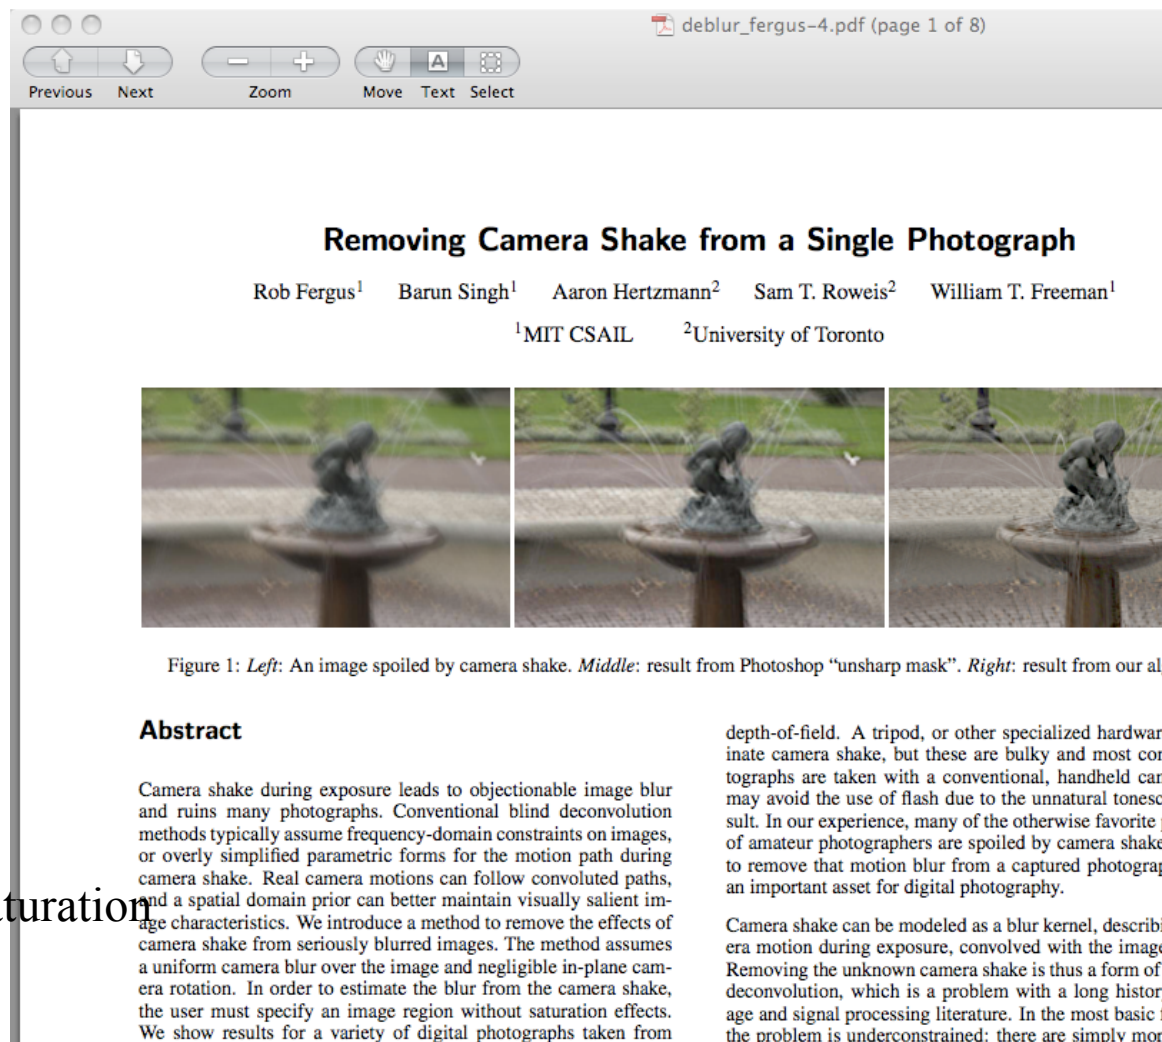 deblur_fergus-4.pdf (page 1 of 8)
Previous Next Zoom Move Text Select
Removing Camera Shake from a Single Photograph
Rob Fergus1 Barun Singh1 Aaron Hertzmann2 Sam T. Roweis2 William T. Freeman1
1MIT CSAIL 2University of Toronto
Figure 1: Left: An image spoiled by camera shake. Middle: result from Photoshop “unsharp mask”. Right: result from our al
Abstract
Camera shake during exposure leads to objectionable image blur
and ruins many photographs. Conventional blind deconvolution
methods typically assume frequency-domain constraints on images,
or overly simplified parametric forms for the motion path during
camera shake. Real camera motions can follow convoluted paths,
and a spatial domain prior can better maintain visually salient im-
age characteristics. We introduce a method to remove the effects of
camera shake from seriously blurred images. The method assumes
a uniform camera blur over the image and negligible in-plane cam-
era rotation. In order to estimate the blur from the camera shake,
the user must specify an image region without saturation effects.
We show results for a variety of digital photographs taken from
turation
depth-of-field. A tripod, or other specialized hardwar
inate camera shake, but these are bulky and most con
tographs are taken with a conventional, handheld can
may avoid the use of flash due to the unnatural tonesc
sult. In our experience, many of the otherwise favorite
of amateur photographers are spoiled by camera shake
to remove that motion blur from a captured photograp
an important asset for digital photography.
Camera shake can be modeled as a blur kernel, describi
era motion during exposure, convolved with the image
Removing the unknown camera shake is thus a form of
deconvolution, which is a problem with a long histor
age and signal processing literature. In the most basic
the problem is underconstrained: there are simply mor